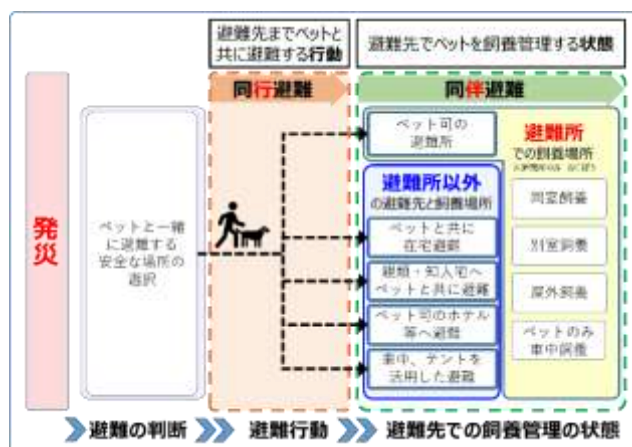 避難先までペットと
共に避難する行動
避難先でペットを飼養管理する状態
同行避難
同伴避難
発災
ペットと一緒
に避難する
安全な場所の
選択
ペット可の
避難所
避難所以外
の避難先と飼養場所
ペットと共に
在宅避難
親類・知人宅へ
ペットと共に避難
ペット可のホテル
等へ避難
車中、テントを
活用した避難
避難所
での飼養場所
同室飼養
別室飼養
屋外飼養
ペットのみ
車中飼養
避難の判断
避難行動
避難先での飼養管理の状態